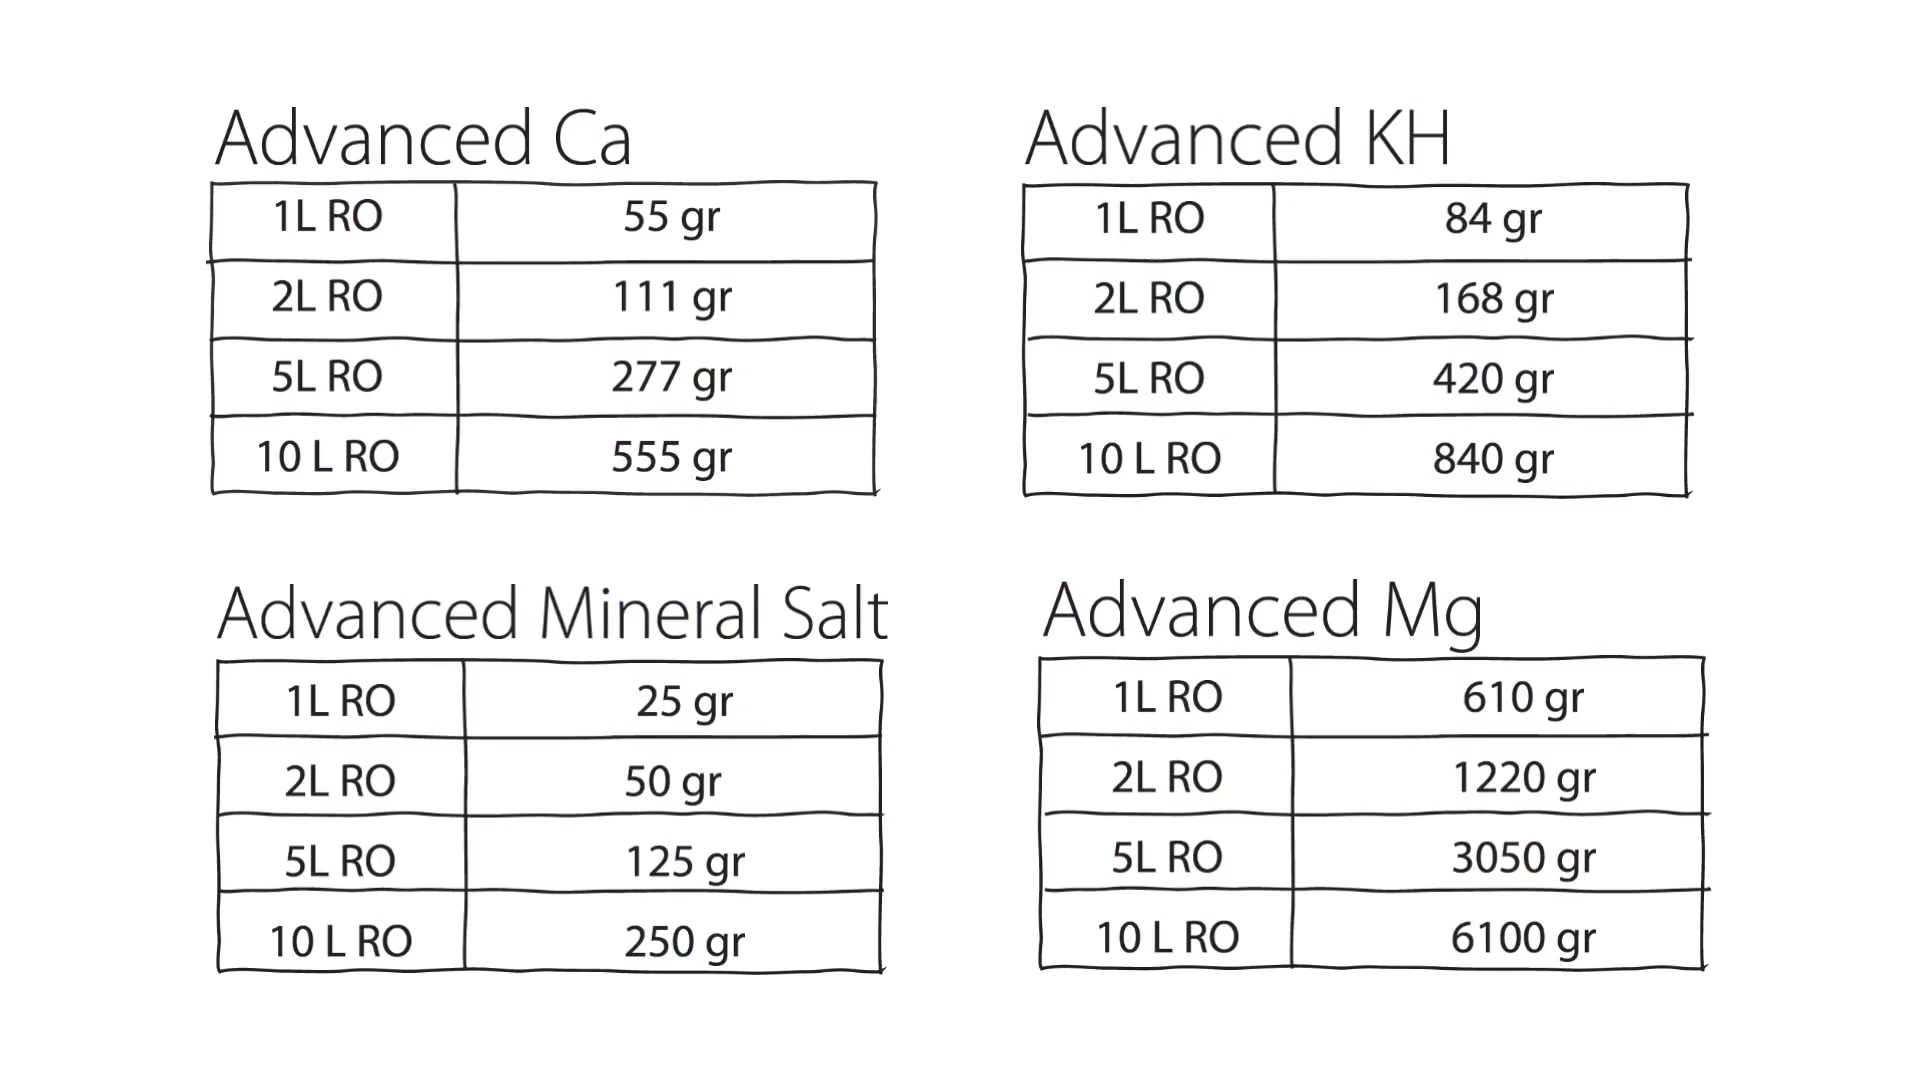 Advanced Ca
1L RO 55 gr
2L RO 111 gr
5L RO 277 gr
10 L RO 555 gr
Advanced KH
1L RO 84 gr
2L RO 168 gr
5L RO 420 gr
10 L RO 840 gr
Advanced Mineral Salt
1L RO 25 gr
2L RO 50 gr
5L RO 125 gr
10 L RO 250 gr
Advanced Mg
1L RO 610 gr
2L RO 1220 gr
5L RO 3050 gr
10 L RO 6100 gr